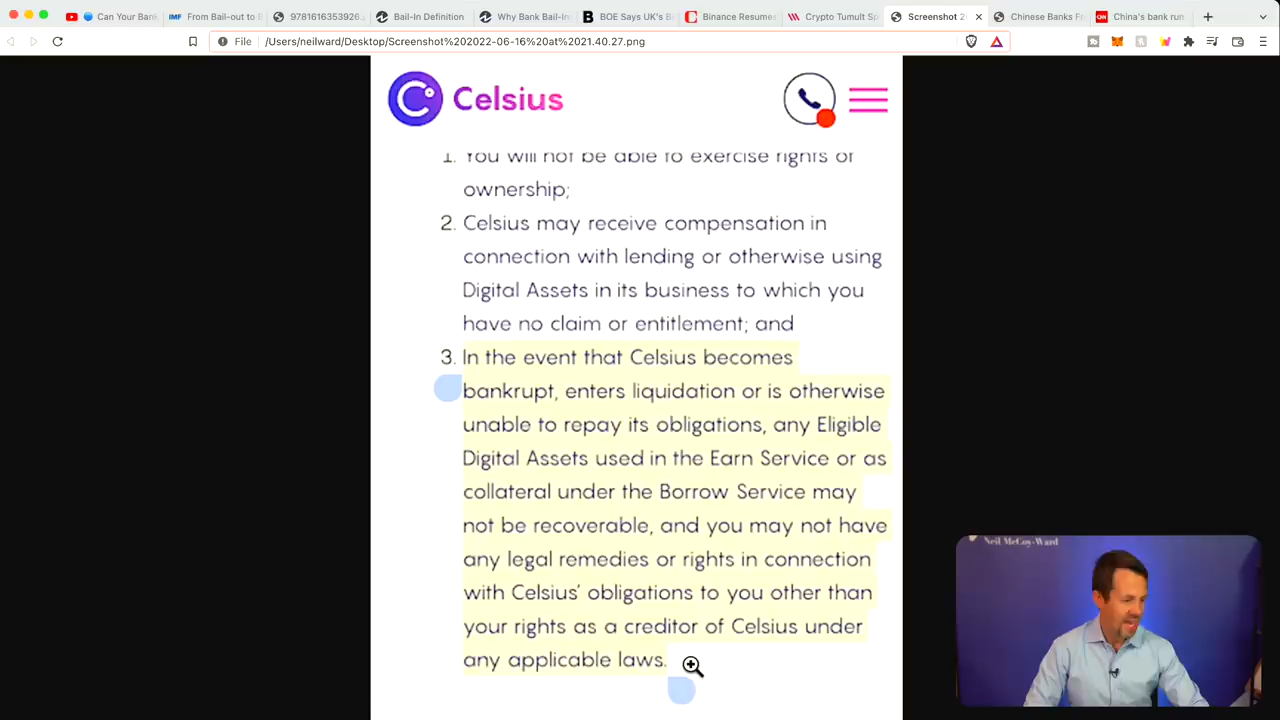 Can Your Bank
From Bail-out to B
9781616353926.
Bail-In Definition
Why Bank Bail-In
BOE Says UK's B
Binance Resumes
Crypto Tumult Sp
Screenshot 2
Chinese Banks Fr
China's bank run
File /Users/neilward/Desktop/Screenshot%202022-06-16%20at%2021.40.27.png
Celsius
1. You will not be able to exercise rights of
ownership;
2. Celsius may receive compensation in
connection with lending or otherwise using
Digital Assets in its business to which you
have no claim or entitlement; and
3. In the event that Celsius becomes
bankrupt, enters liquidation or is otherwise
unable to repay its obligations, any Eligible
Digital Assets used in the Earn Service or as
collateral under the Borrow Service may
not be recoverable, and you may not have
any legal remedies or rights in connection
with Celsius' obligations to you other than
your rights as a creditor of Celsius under
any applicable laws.
Neil McCoy-Ward